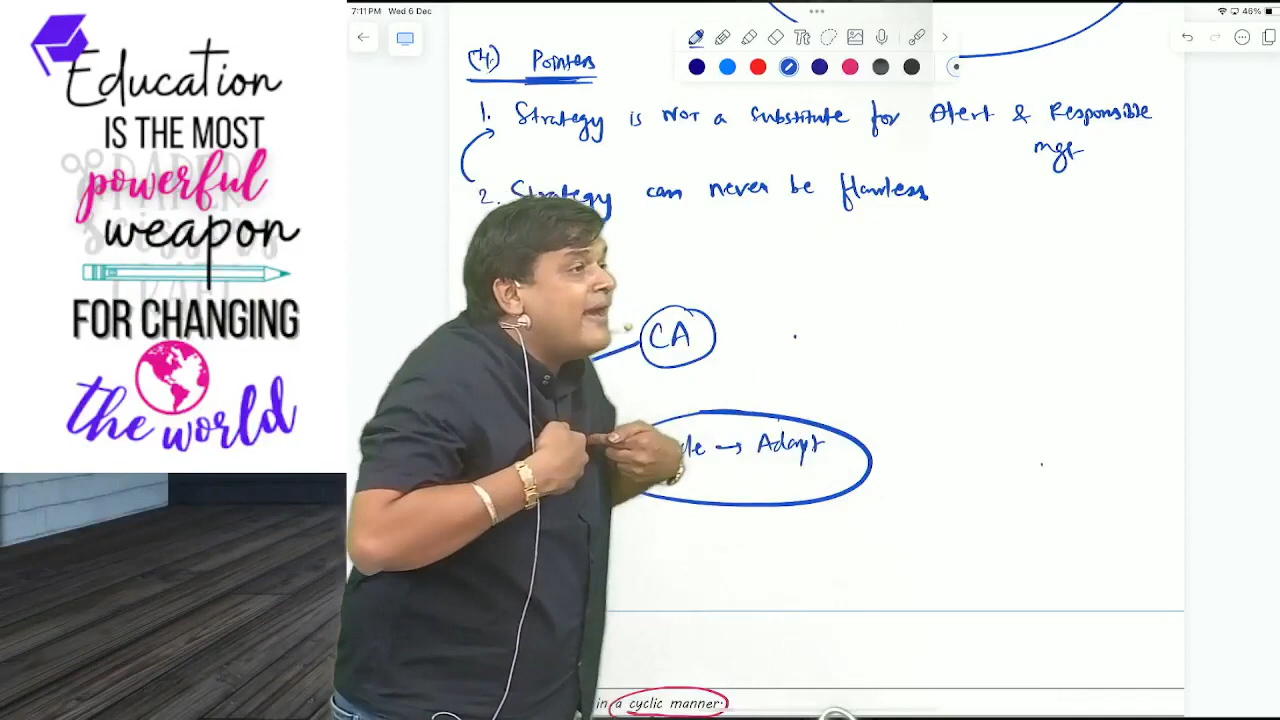 7:11 PM Wed 6 Dec
46%
Education
IS THE MOST
powerful
weapon
FOR CHANGING
the world
(4.) Pointers
1. Strategy is NOT a substitute for Alert & Responsible
mgt
2. Strategy can never be flawless
CA
→ Adapt
in a cyclic manner.